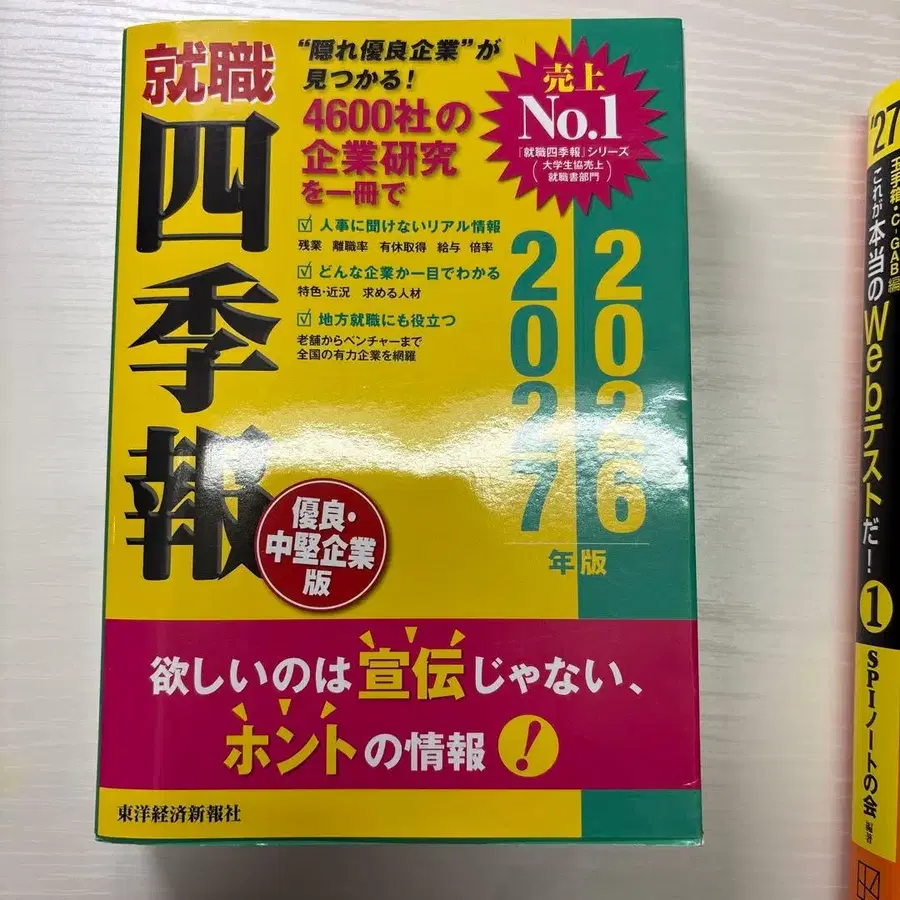 就職
四季報
"隠れ優良企業"が
見つかる!
4600社の
企業研究
を一冊で
売上
No.1
「就職四季報」シリーズ
(大学生協売上
就職書部門)
☑ 人事に聞けないリアル情報
残業 離職率 有休取得 給与 倍率
☑ どんな企業か一目でわかる
特色・近況 求める人材
☑ 地方就職にも役立つ
老舗からベンチャーまで
全国の有力企業を網羅
2026
2027
年版
優良・
中堅企業
版
欲しいのは宣伝じゃない、
ホントの情報!
東洋経済新報社
'27
玉手箱・C-GAB編
これが本当のWebテストだ! 1
SPIノートの会 編著